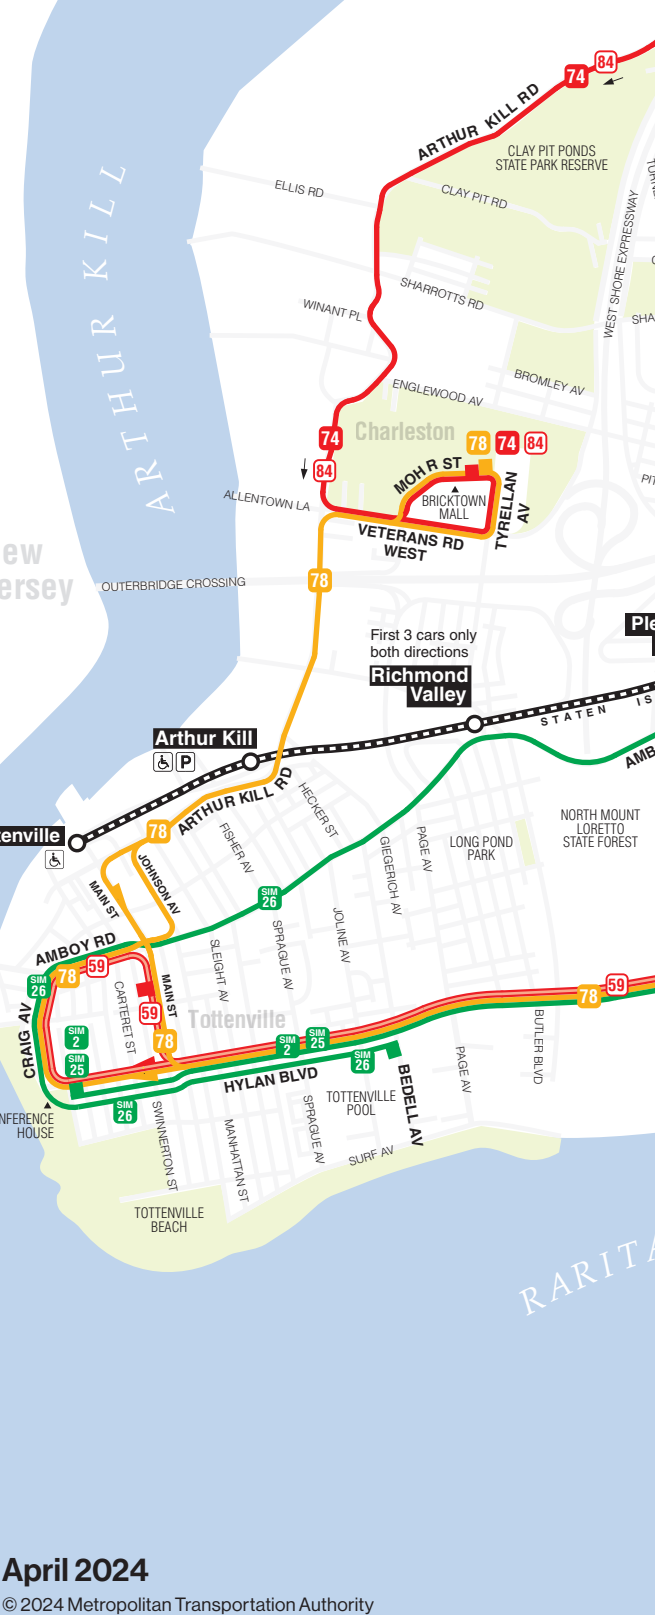 84
74
ARTHUR KILL RD
CLAY PIT PONDS
STATE PARK RESERVE
ELLIS RD
CLAY PIT RD
WEST SHORE EXPRESSWAY
ARTHUR KILL
SHARROTTS RD
WINANT PL
ENGLEWOOD AV
BROMLEY AV
Charleston
74
84
78 74 84
MOHR ST
BRICKTOWN
MALL
TYRELLAN
AV
ALLENTOWN LA
VETERANS RD
WEST
OUTERBRIDGE CROSSING
78
First 3 cars only
both directions
Richmond
Valley
Arthur Kill
P
STATEN
ARTHUR KILL RD
HECKER ST
78
FISHER AV
NORTH MOUNT
LORETTO
STATE FOREST
LONG POND
PARK
PAGE AV
GIEGERICH AV
JOHNSON AV
MAIN ST
SIM
26
JOLINE AV
SPRAGUE AV
SLEIGHT AV
AMBOY RD
59
78
SIM
26
MAIN ST
CARTERET ST
59
78
59
78
Tottenville
CRAIG AV
SIM
2
SIM
25
SIM
2
SIM
25
SIM
26
BUTLER BLVD
PAGE AV
HYLAN BLVD
BEDELL AV
TOTTENVILLE
POOL
SIM
26
HOUSE
SWINNERTON ST
MANHATTAN ST
SPRAGUE AV
SURF AV
TOTTENVILLE
BEACH
April 2024
© 2024 Metropolitan Transportation Authority